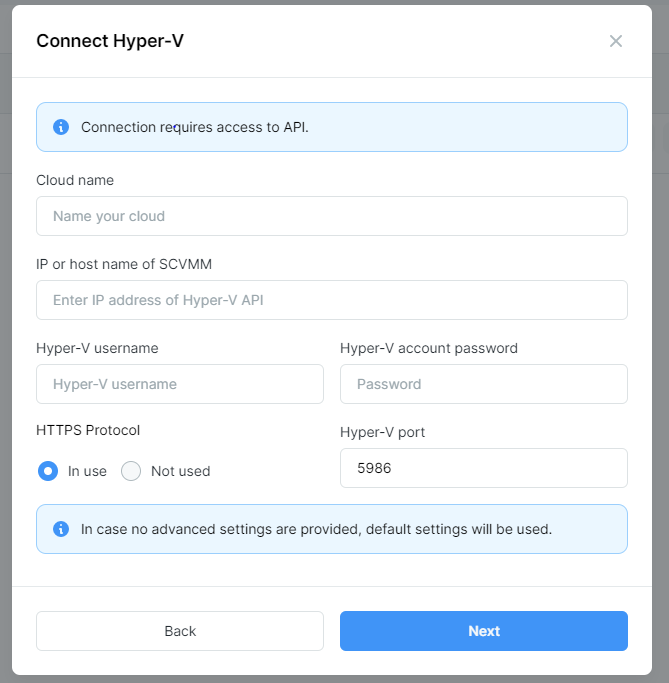 Connect Hyper-V
Connection requires access to API.
Cloud name
Name your cloud
IP or host name of SCVMM
Enter IP address of Hyper-V API
Hyper-V username
Hyper-V account password
Hyper-V username
Password
HTTPS Protocol
Hyper-V port
In use
Not used
5986
In case no advanced settings are provided, default settings will be used.
Back
Next